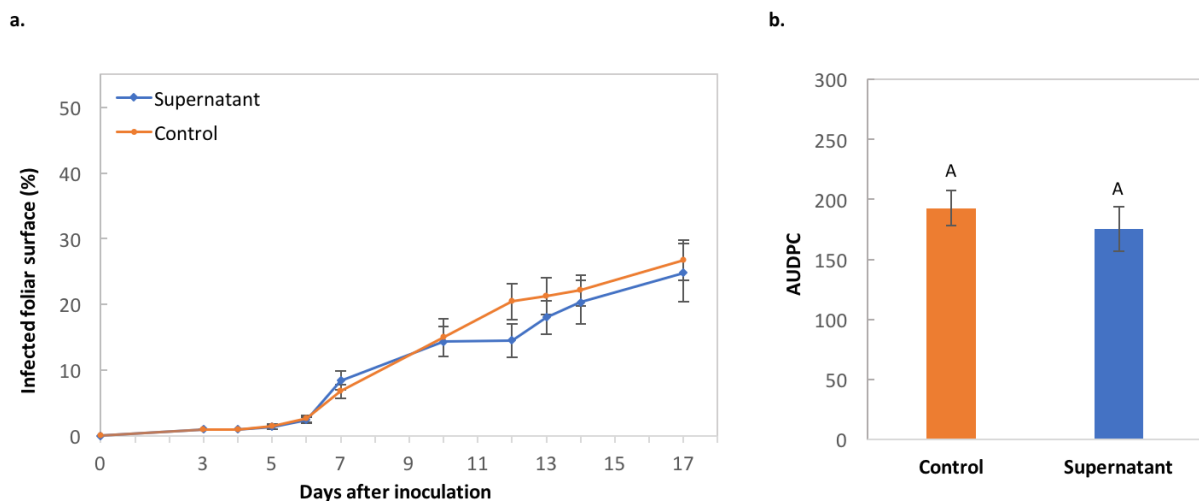 a.
Infected foliar surface (%)
50
40
30
20
10
0
Supernatant
Control
0 3 5 7 9 11 13 15 17
Days after inoculation
b.
AUDPC
300
250
200
150
100
50
0
A
A
Control Supernatant